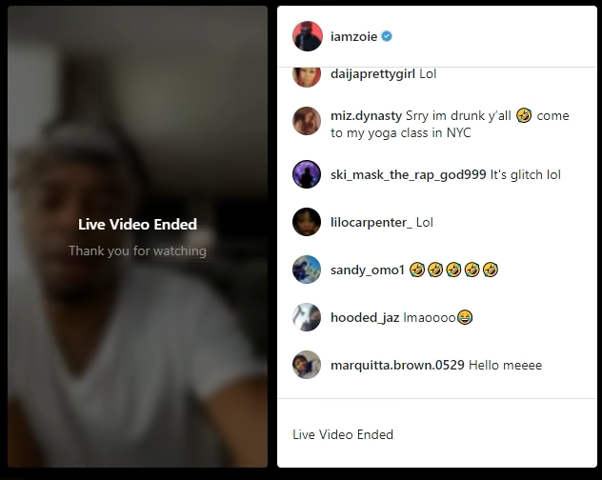 iamzoie
daijaprettygirl Lol
miz.dynasty Srry im drunk y'all 🤣 come
to my yoga class in NYC
ski_mask_the_rap_god999 It's glitch lol
Live Video Ended
Thank you for watching
lilocarpenter_ Lol
sandy_omo1 🤣🤣🤣🤣🤣
hooded_jaz lmaoooo😂
marquitta.brown.0529 Hello meeee
Live Video Ended